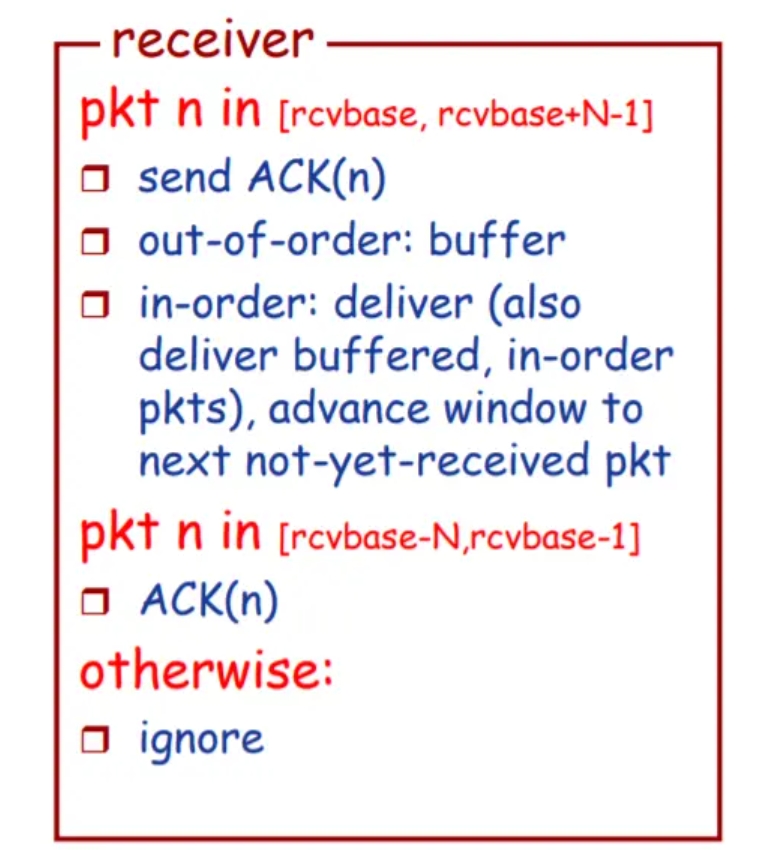 receiver
pkt n in [rcvbase, rcvbase+N-1]
send ACK(n)
out-of-order: buffer
in-order: deliver (also
deliver buffered, in-order
pkts), advance window to
next not-yet-received pkt
pkt n in [rcvbase-N,rcvbase-1]
ACK(n)
otherwise:
ignore